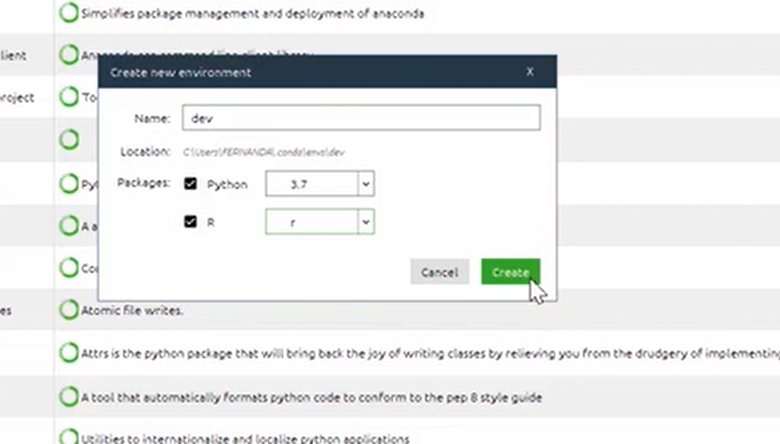 Simplifies package management and deployment of anaconda
lient
Create new environment X
roject To
Name: dev
Location: C:\Users\FERNANDA\.conda\envs\dev
Packages: Python 3.7
R r
Cancel Create
es Atomic file writes.
Attrs is the python package that will bring back the joy of writing classes by relieving you from the drudgery of implementing
A tool that automatically formats python code to conform to the pep 8 style guide
Utilities to internationalize and localize python applications